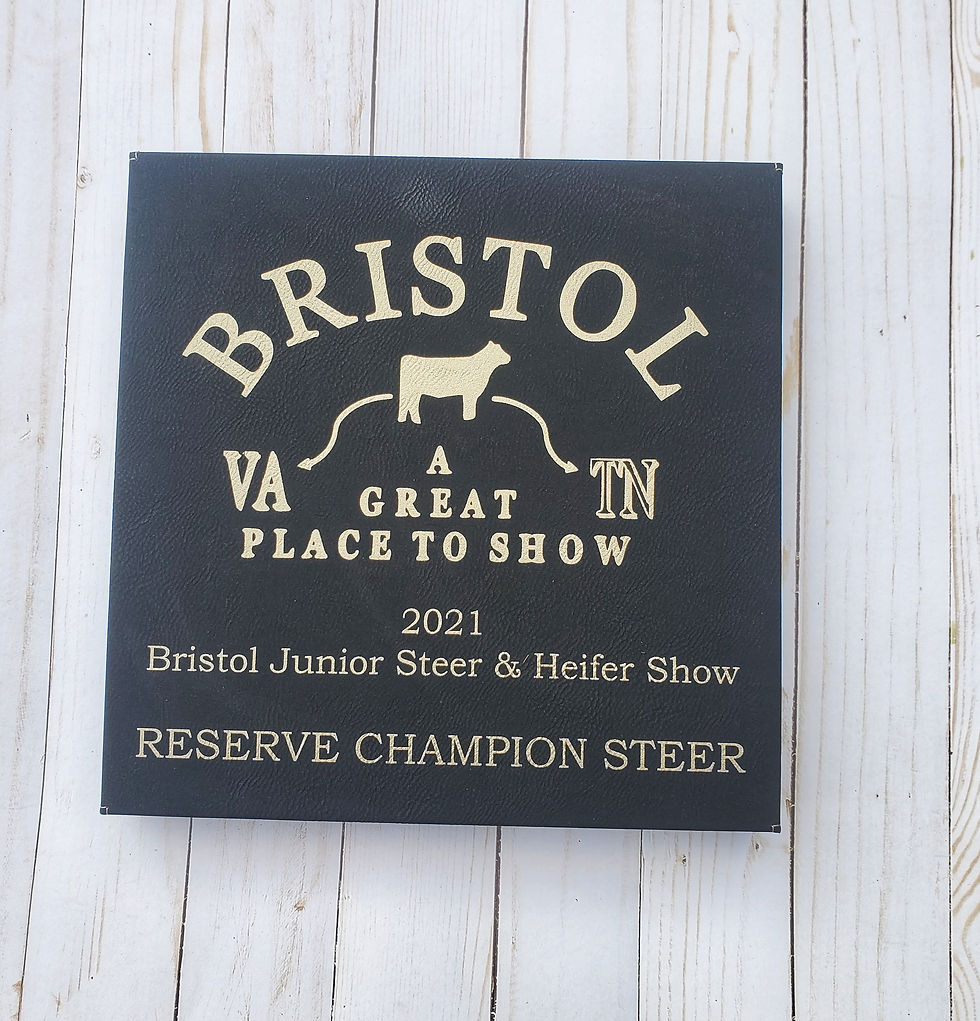 BRISTOL
VA A TN
GREAT
PLACE TO SHOW
2021
Bristol Junior Steer & Heifer Show
RESERVE CHAMPION STEER